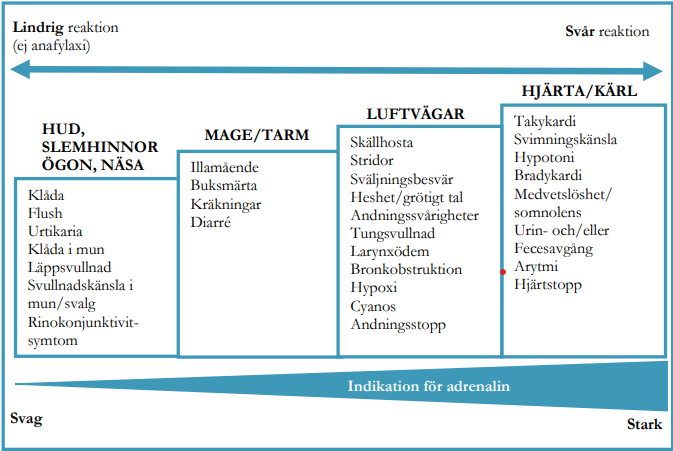 Lindrig reaktion
(ej anafylaxi)
Svår reaktion
HUD,
SLEMHINNOR
ÖGON, NÄSA
Klåda
Flush
Urtikaria
Klåda i mun
Läppsvullnad
Svullnadskänsla i
mun/svalg
Rinokonjunktivit-
symtom
MAGE/TARM
Illamående
Buksmärta
Kräkningar
Diarré
LUFTVÄGAR
Skällhosta
Stridor
Sväljningsbesvär
Heshet/grötigt tal
Andningssvårigheter
Tungsvullnad
Larynxödem
Bronkobstruktion
Hypoxi
Cyanos
Andningsstopp
HJÄRTA/KÄRL
Takykardi
Svimningskänsla
Hypotoni
Bradykardi
Medvetslöshet/
somnolens
Urin- och/eller
Fecesavgång
Arytmi
Hjärtstopp
Indikation för adrenalin
Svag
Stark